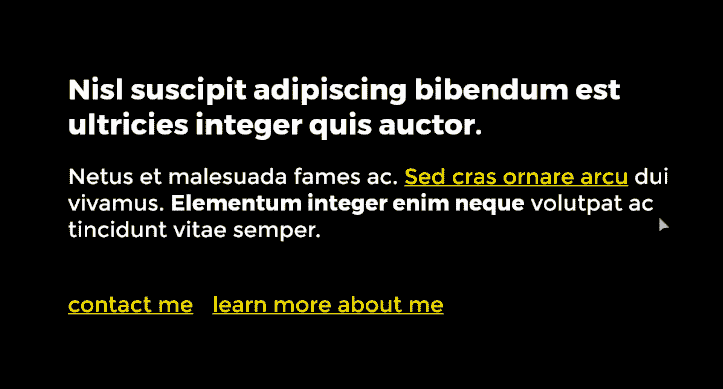 Nisl suscipit adipiscing bibendum est
ultricies integer quis auctor.
Netus et malesuada fames ac. Sed cras ornare arcu dui
vivamus. Elementum integer enim neque volutpat ac
tincidunt vitae semper.
contact me learn more about me